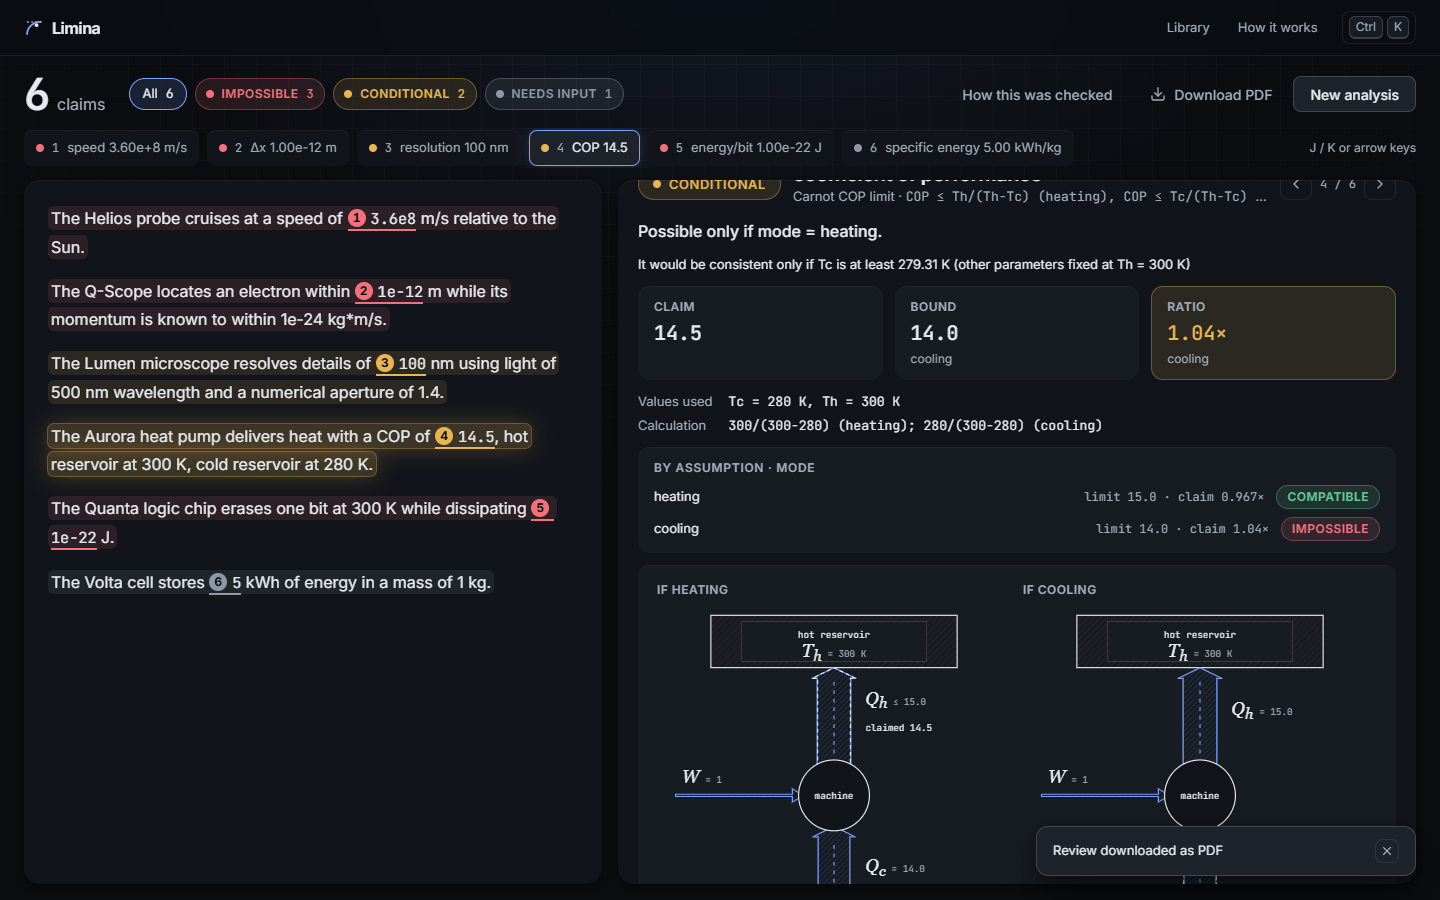 Limina
Library
How it works
Ctrl K
6 claims
All 6
IMPOSSIBLE 3
CONDITIONAL 2
NEEDS INPUT 1
How this was checked
Download PDF
New analysis
1 speed 3.60e+8 m/s
2 Δx 1.00e-12 m
3 resolution 100 nm
4 COP 14.5
5 energy/bit 1.00e-22 J
6 specific energy 5.00 kWh/kg
J / K or arrow keys
The Helios probe cruises at a speed of 1 3.6e8 m/s relative to the
Sun.
The Q-Scope locates an electron within 2 1e-12 m while its
momentum is known to within 1e-24 kg*m/s.
The Lumen microscope resolves details of 3 100 nm using light of
500 nm wavelength and a numerical aperture of 1.4.
The Aurora heat pump delivers heat with a COP of 4 14.5, hot
reservoir at 300 K, cold reservoir at 280 K.
The Quanta logic chip erases one bit at 300 K while dissipating 5
1e-22 J.
The Volta cell stores 6 5 kWh of energy in a mass of 1 kg.
CONDITIONAL
Carnot COP limit · COP ≤ Th/(Th-Tc) (heating), COP ≤ Tc/(Th-Tc) …
4 / 6
Possible only if mode = heating.
It would be consistent only if Tc is at least 279.31 K (other parameters fixed at Th = 300 K)
CLAIM
14.5
BOUND
14.0
cooling
RATIO
1.04×
cooling
Values used Tc = 280 K, Th = 300 K
Calculation 300/(300-280) (heating); 280/(300-280) (cooling)
BY ASSUMPTION · MODE
heating limit 15.0 · claim 0.967× COMPATIBLE
cooling limit 14.0 · claim 1.04× IMPOSSIBLE
IF HEATING
hot reservoir
Th = 300 K
Qh ≤ 15.0
claimed 14.5
W = 1
machine
Qc = 14.0
IF COOLING
hot reservoir
Th = 300 K
Qh = 15.0
W = 1
machine
Review downloaded as PDF